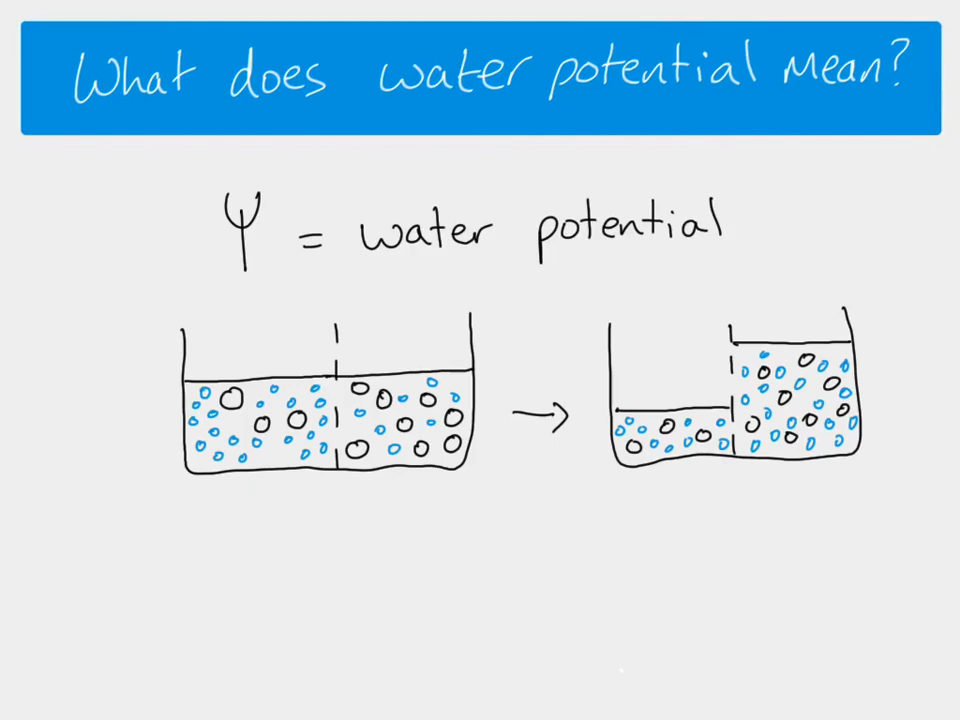 What does water potential Mean?
Ψ = water potential